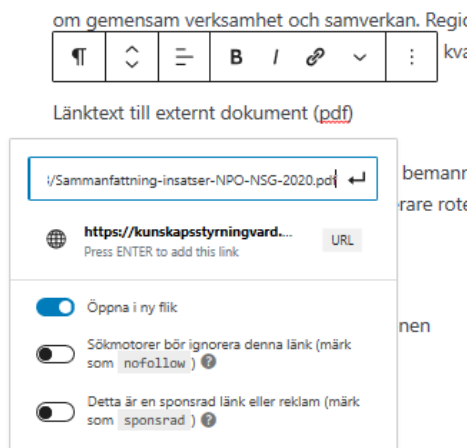 om gemensam verksamhet och samverkan. Regio
B I
kva
Länktext till externt dokument (pdf)
/Sammanfattning-insatser-NPO-NSG-2020.pdf
beman
https://kunskapsstyrningvard....
URL
rare rote
Press ENTER to add this link
Öppna i ny flik
nen
Sökmotorer bör ignorera denna länk (märk
som nofollow ) ?
Detta är en sponsrad länk eller reklam (märk
som sponsrad ) ?